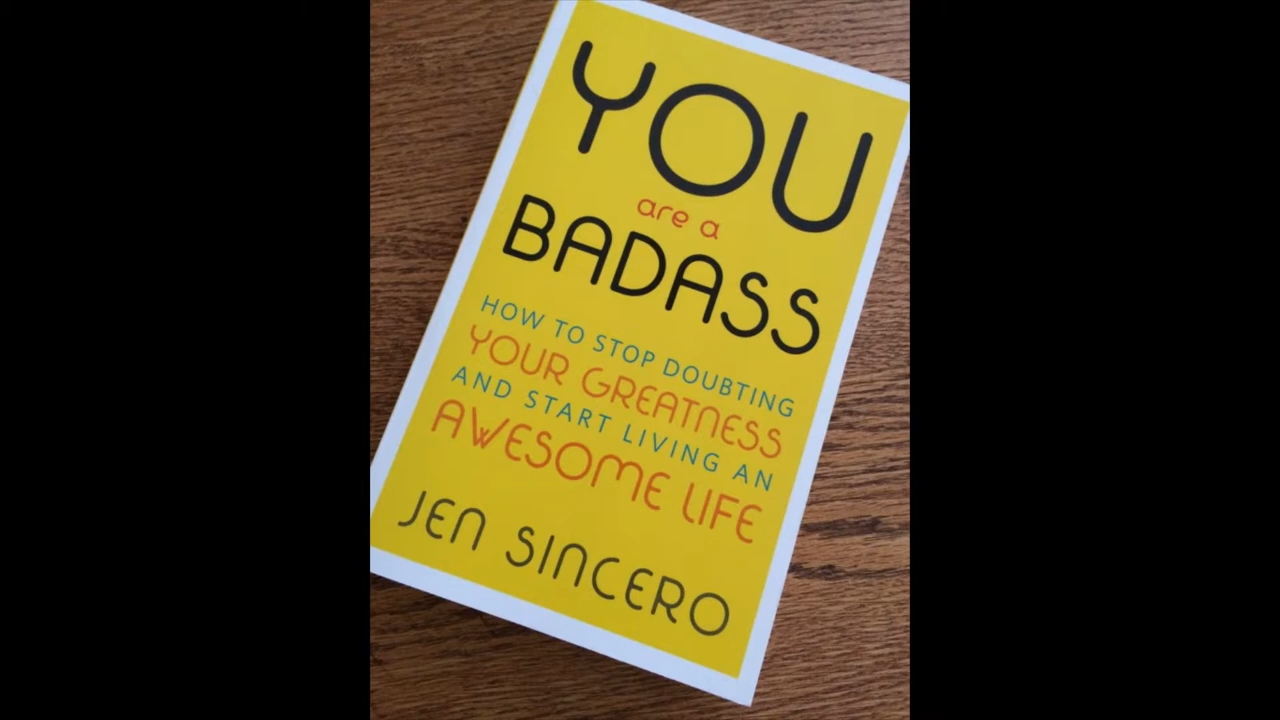 YOU
are a
BADASS
HOW TO STOP DOUBTING
YOUR GREATNESS
AND START LIVING AN
AWESOME LIFE
JEN SINCERO